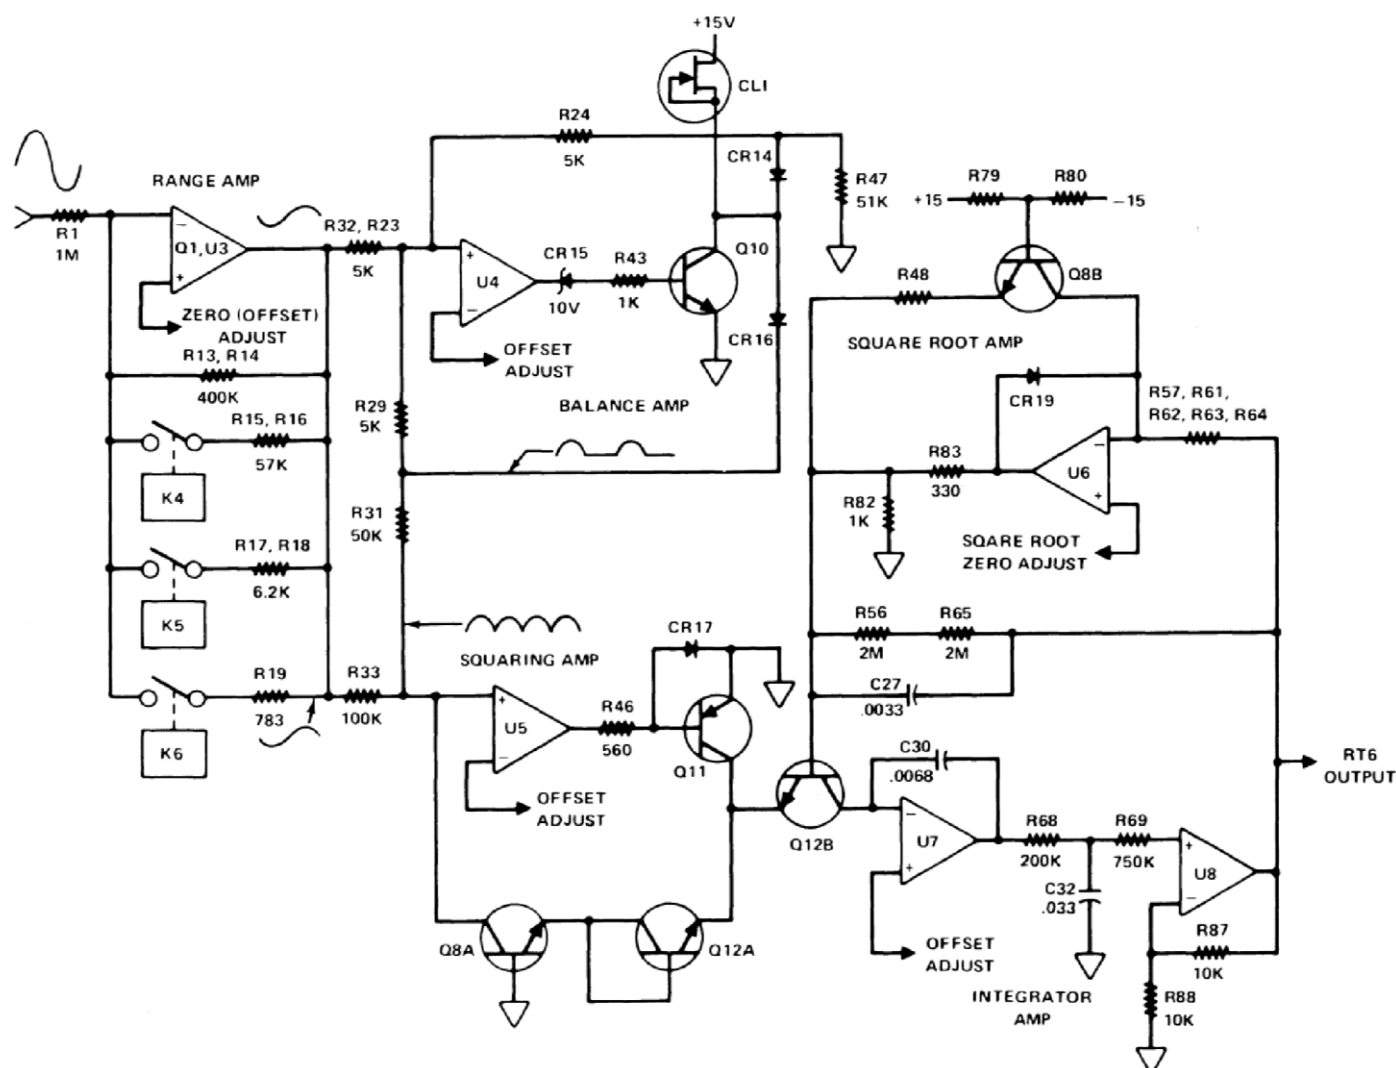 +15V
CLI
R24
5K
CR14
R47
51K
RANGE AMP
R1
1M
Q1,U3
ZERO (OFFSET)
ADJUST
R32, R23
5K
U4
CR15
10V
R43
1K
Q10
CR16
OFFSET
ADJUST
R79
R80
+15
-15
Q8B
R48
SQUARE ROOT AMP
CR19
R57, R61,
R62, R63, R64
R83
330
U6
R82
1K
SQARE ROOT
ZERO ADJUST
R13, R14
400K
R15, R16
57K
K4
R17, R18
6.2K
K5
R19
783
K6
R29
5K
BALANCE AMP
R31
50K
R33
100K
SQUARING AMP
CR17
U5
R46
560
Q11
OFFSET
ADJUST
Q8A
Q12A
R56
2M
R65
2M
C27
.0033
Q12B
C30
.0068
U7
OFFSET
ADJUST
R68
200K
R69
750K
C32
.033
INTEGRATOR
AMP
U8
R87
10K
R88
10K
RT6
OUTPUT